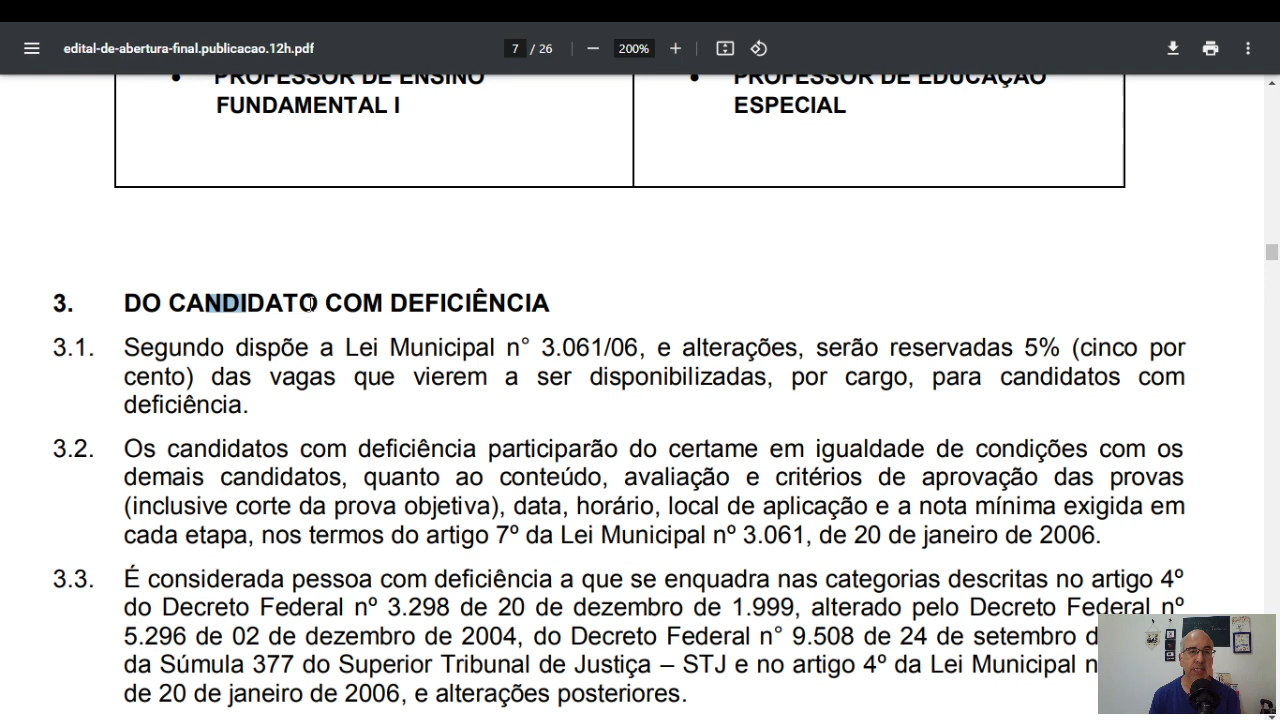 edital-de-abertura-final.publicacao.12h.pdf
7 / 26
200%
• PROFESSOR DE ENSINO
FUNDAMENTAL I
• PROFESSOR DE EDUCAÇÃO
ESPECIAL
3. DO CANDIDATO COM DEFICIÊNCIA
3.1. Segundo dispõe a Lei Municipal n° 3.061/06, e alterações, serão reservadas 5% (cinco por
cento) das vagas que vierem a ser disponibilizadas, por cargo, para candidatos com
deficiência.
3.2. Os candidatos com deficiência participarão do certame em igualdade de condições com os
demais candidatos, quanto ao conteúdo, avaliação e critérios de aprovação das provas
(inclusive corte da prova objetiva), data, horário, local de aplicação e a nota mínima exigida em
cada etapa, nos termos do artigo 7º da Lei Municipal nº 3.061, de 20 de janeiro de 2006.
3.3. É considerada pessoa com deficiência a que se enquadra nas categorias descritas no artigo 4º
do Decreto Federal nº 3.298 de 20 de dezembro de 1.999, alterado pelo Decreto Federal nº
5.296 de 02 de dezembro de 2004, do Decreto Federal n° 9.508 de 24 de setembro
da Súmula 377 do Superior Tribunal de Justiça – STJ e no artigo 4º da Lei Municipal
de 20 de janeiro de 2006, e alterações posteriores.